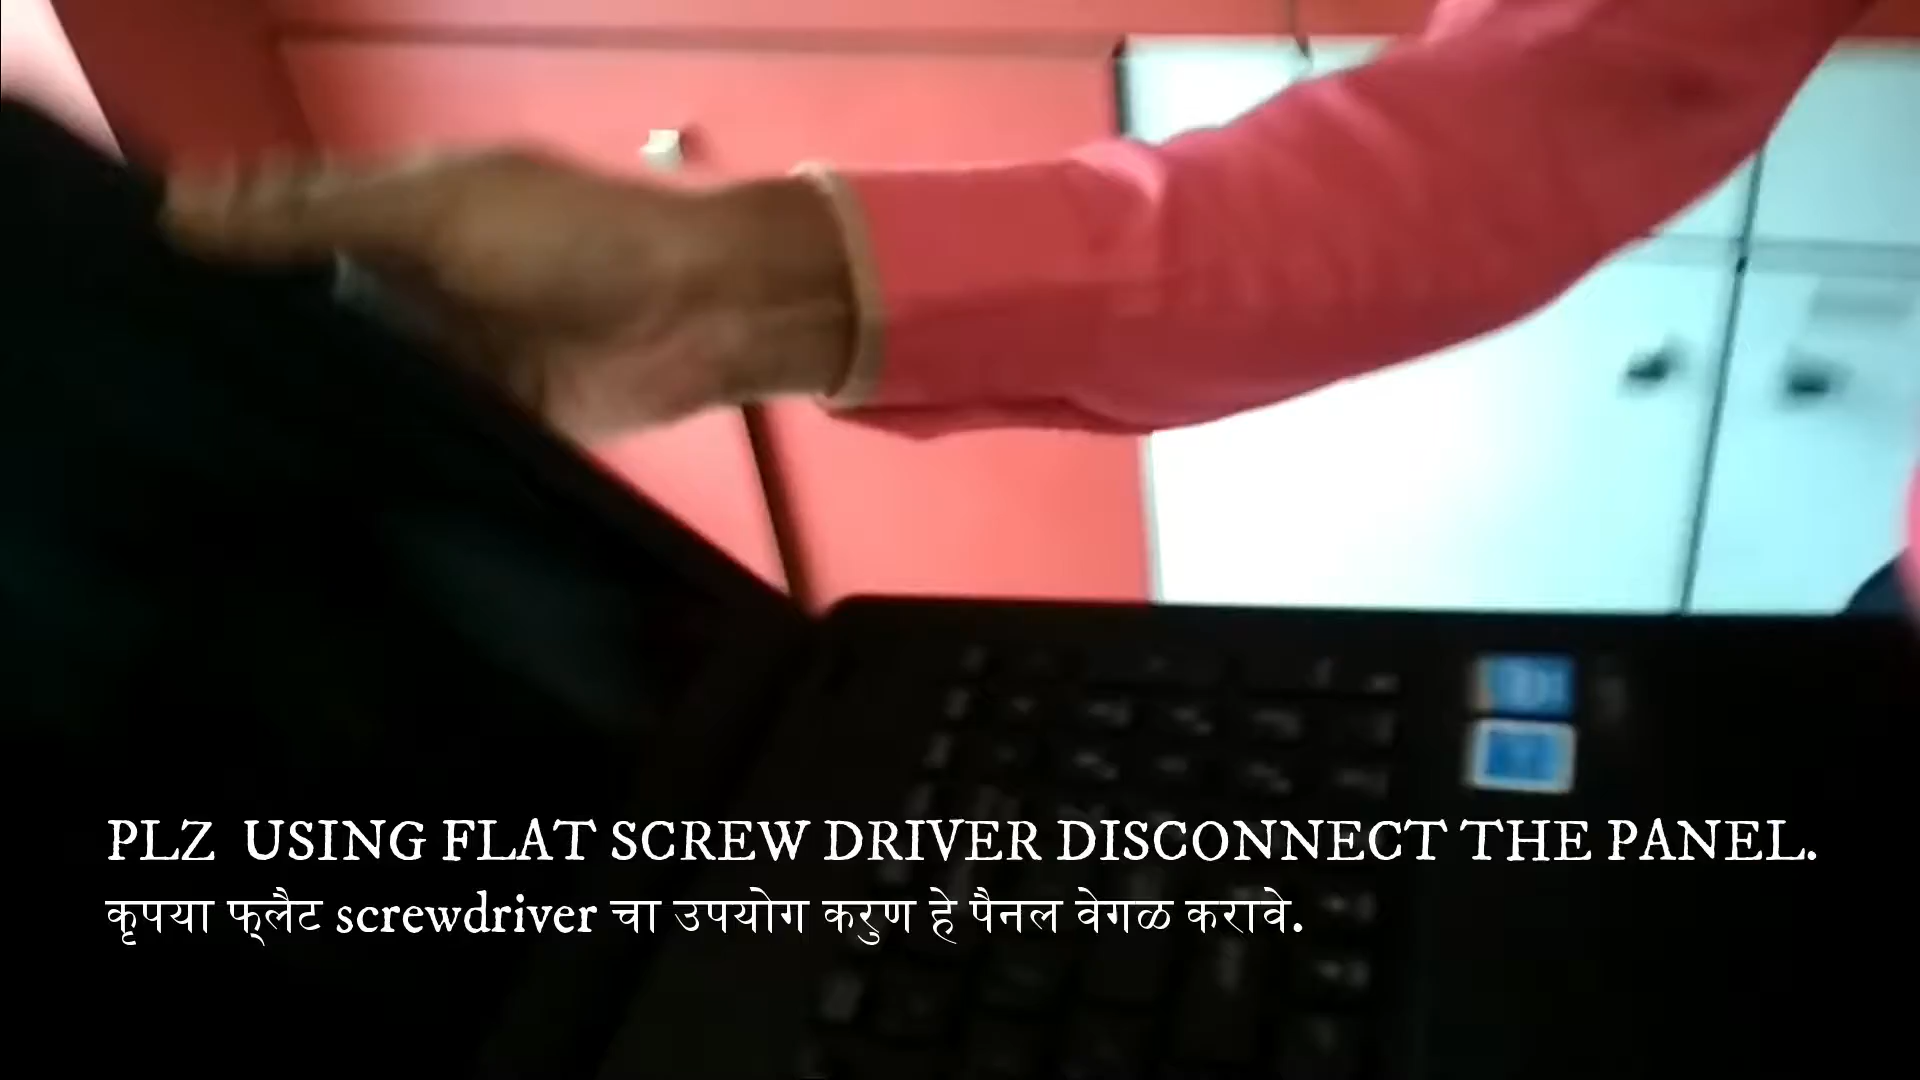 PLZ  USING FLAT SCREW DRIVER DISCONNECT THE PANEL.
कृपया फ्लैट screwdriver चा उपयोग करुण हे पैनल वेगळ करावे.